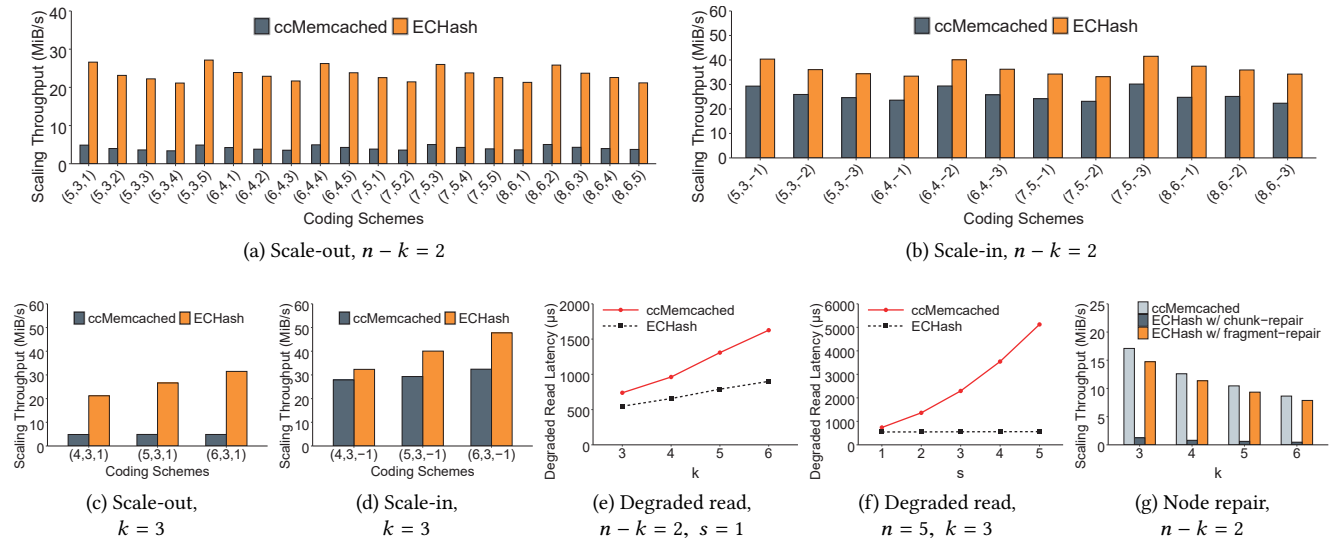 Scaling Throughput (MiB/s)
40
30
20
10
0
ccMemcached ECHash
(5,3,1) (5,3,2) (5,3,3) (5,3,4) (5,3,5) (6,4,1) (6,4,2) (6,4,3) (6,4,4) (6,4,5) (7,5,1) (7,5,2) (7,5,3) (7,5,4) (7,5,5) (8,6,1) (8,6,2) (8,6,3) (8,6,4) (8,6,5)
Coding Schemes
(a) Scale-out, n − k = 2
Scaling Throughput (MiB/s)
60
50
40
30
20
10
0
ccMemcached ECHash
(5,3,−1) (5,3,−2) (5,3,−3) (6,4,−1) (6,4,−2) (6,4,−3) (7,5,−1) (7,5,−2) (7,5,−3) (8,6,−1) (8,6,−2) (8,6,−3)
Coding Schemes
(b) Scale-in, n − k = 2
Scaling Throughput (MiB/s)
60
50
40
30
20
10
0
ccMemcached ECHash
(4,3,1) (5,3,1) (6,3,1)
Coding Schemes
(c) Scale-out,
k = 3
Scaling Throughput (MiB/s)
60
50
40
30
20
10
0
ccMemcached ECHash
(4,3,−1) (5,3,−1) (6,3,−1)
Coding Schemes
(d) Scale-in,
k = 3
Degraded Read Latency (μs)
2000
1500
1000
500
0
ccMemcached
ECHash
3 4 5 6
k
(e) Degraded read,
n − k = 2, s = 1
Degraded Read Latency (μs)
6000
5000
4000
3000
2000
1000
0
ccMemcached
ECHash
1 2 3 4 5
s
(f) Degraded read,
n = 5, k = 3
Scaling Throughput (MiB/s)
25
20
15
10
5
0
ccMemcached
ECHash w/ chunk−repair
ECHash w/ fragment−repair
3 4 5 6
k
(g) Node repair,
n − k = 2